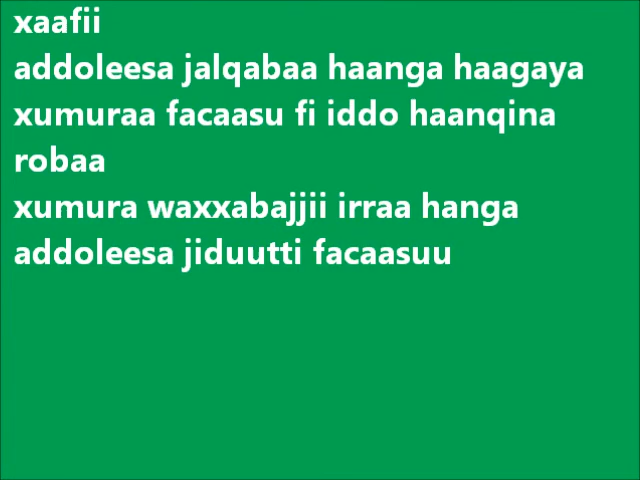 xaafii
addoleesa jalqabaa haanga haagaya
xumuraa facaasu fi iddo haanqina
robaa
xumura waxxabajjii irraa hanga
addoleesa jiduutti facaasuu